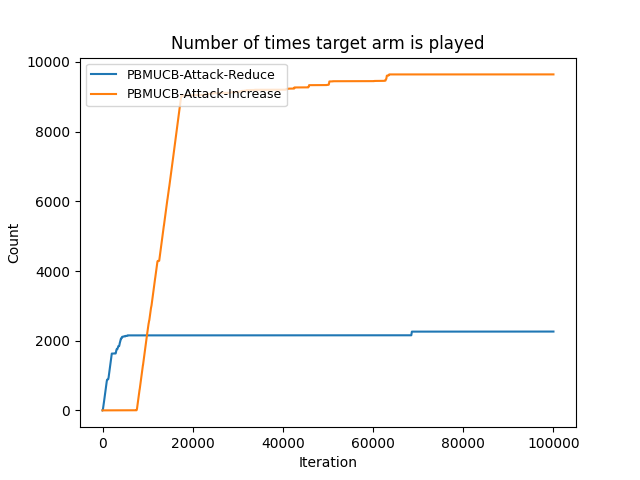 Number of times target arm is played
PBMUCB-Attack-Reduce
PBMUCB-Attack-Increase
10000
8000
6000
4000
2000
0
Count
0 20000 40000 60000 80000 100000
Iteration